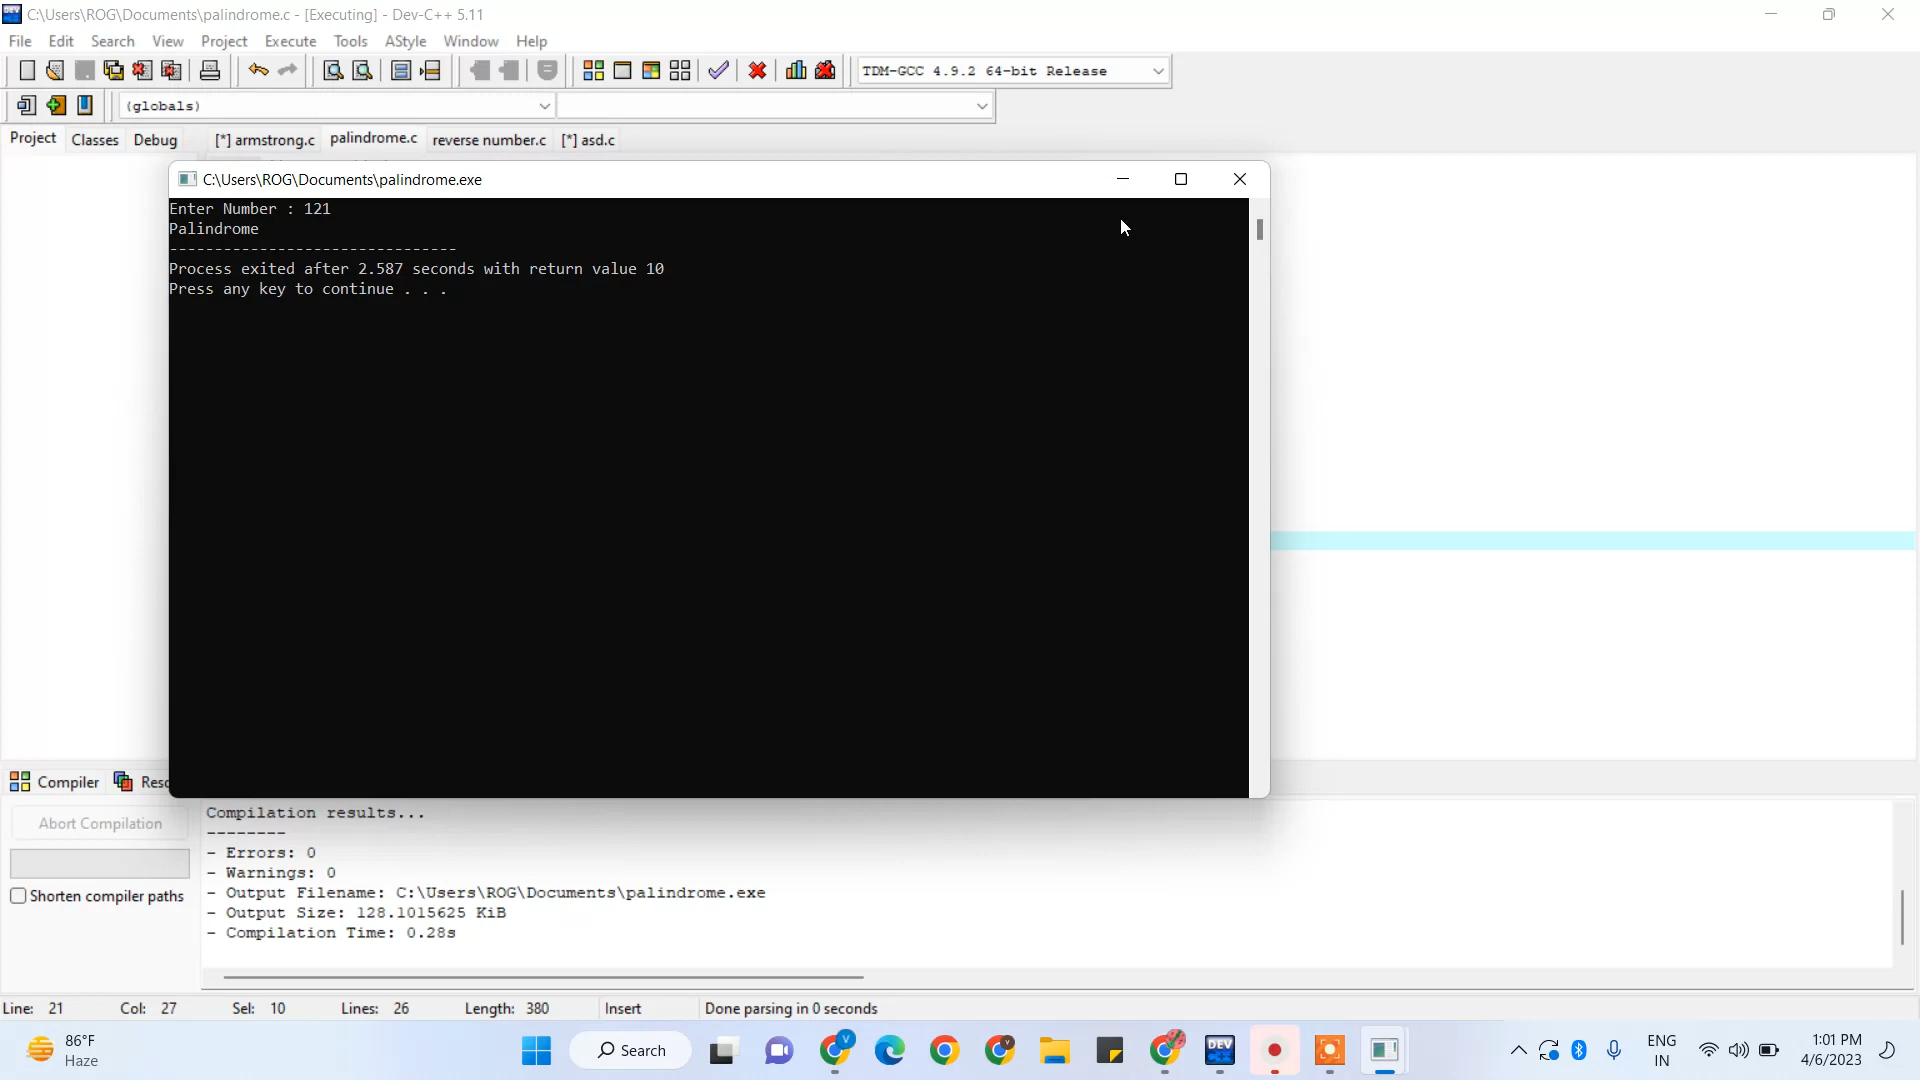 C:\Users\ROG\Documents\palindrome.c - [Executing] - Dev-C++ 5.11
File Edit Search View Project Execute Tools AStyle Window Help
TDM-GCC 4.9.2 64-bit Release
(globals)
Project Classes Debug [*] armstrong.c palindrome.c reverse number.c [*] asd.c
C:\Users\ROG\Documents\palindrome.exe
Enter Number : 121
Palindrome
--------------------------------
Process exited after 2.587 seconds with return value 10
Press any key to continue . . .
Compiler Resc
Abort Compilation
Shorten compiler paths
Compilation results...
--------
- Errors: 0
- Warnings: 0
- Output Filename: C:\Users\ROG\Documents\palindrome.exe
- Output Size: 128.1015625 KiB
- Compilation Time: 0.28s
Line: 21 Col: 27 Sel: 10 Lines: 26 Length: 380 Insert Done parsing in 0 seconds
86°F
Haze
Search
V
DEV
ENG
IN
1:01 PM
4/6/2023